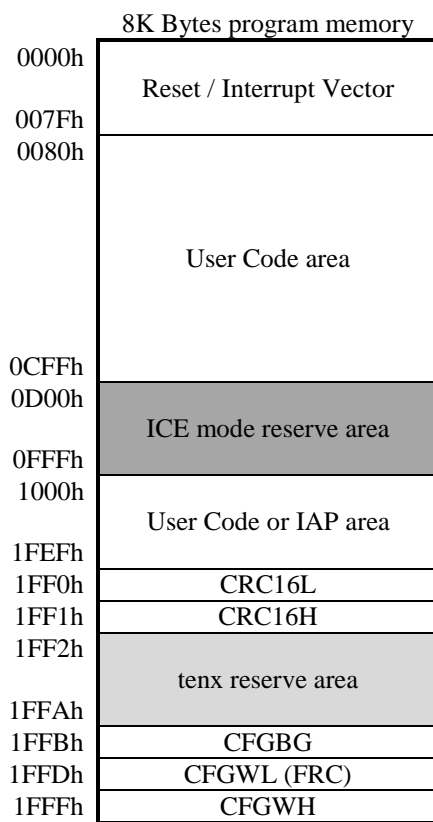 8K Bytes program memory
0000h
Reset / Interrupt Vector
007Fh
0080h
User Code area
0CFFh
0D00h
ICE mode reserve area
0FFFh
1000h
User Code or IAP area
1FEFh
1FF0h CRC16L
1FF1h CRC16H
1FF2h
tenx reserve area
1FFAh
1FFBh CFGBG
1FFDh CFGWL (FRC)
1FFFh CFGWH